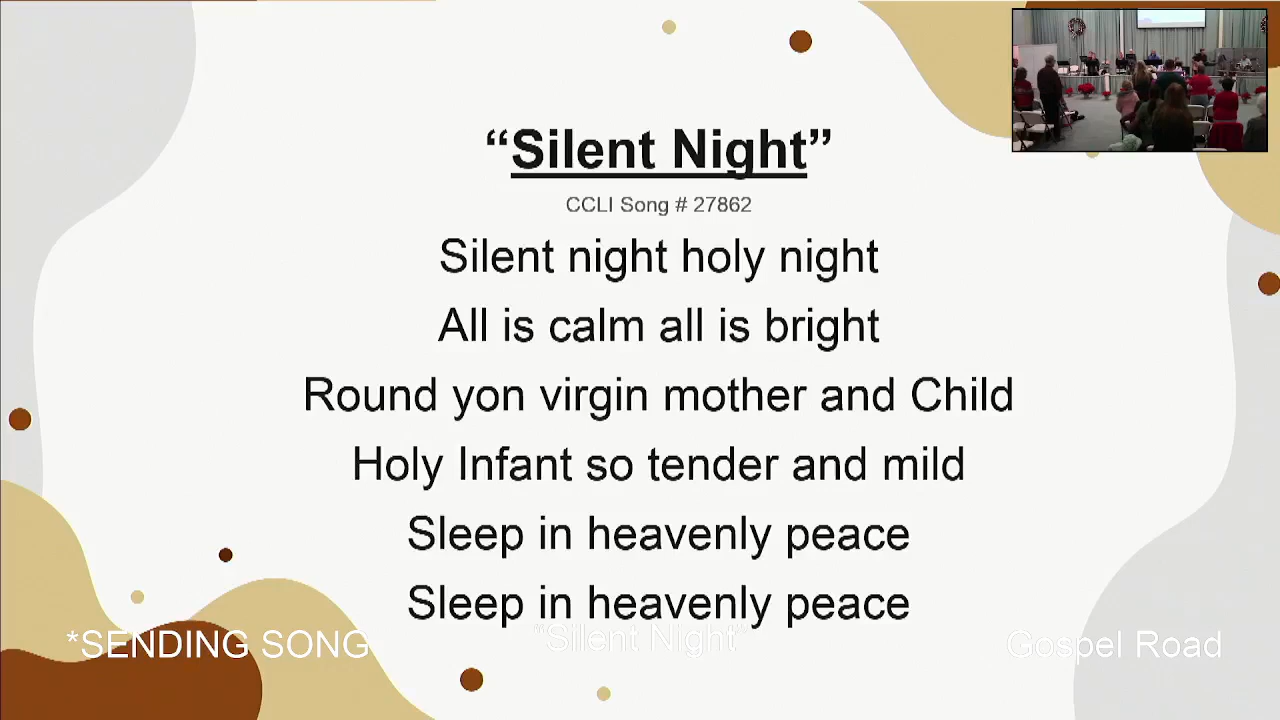 “Silent Night”
CCLI Song # 27862
Silent night holy night
All is calm all is bright
Round yon virgin mother and Child
Holy Infant so tender and mild
Sleep in heavenly peace
Sleep in heavenly peace
*SENDING SONG “Silent Night” Gospel Road